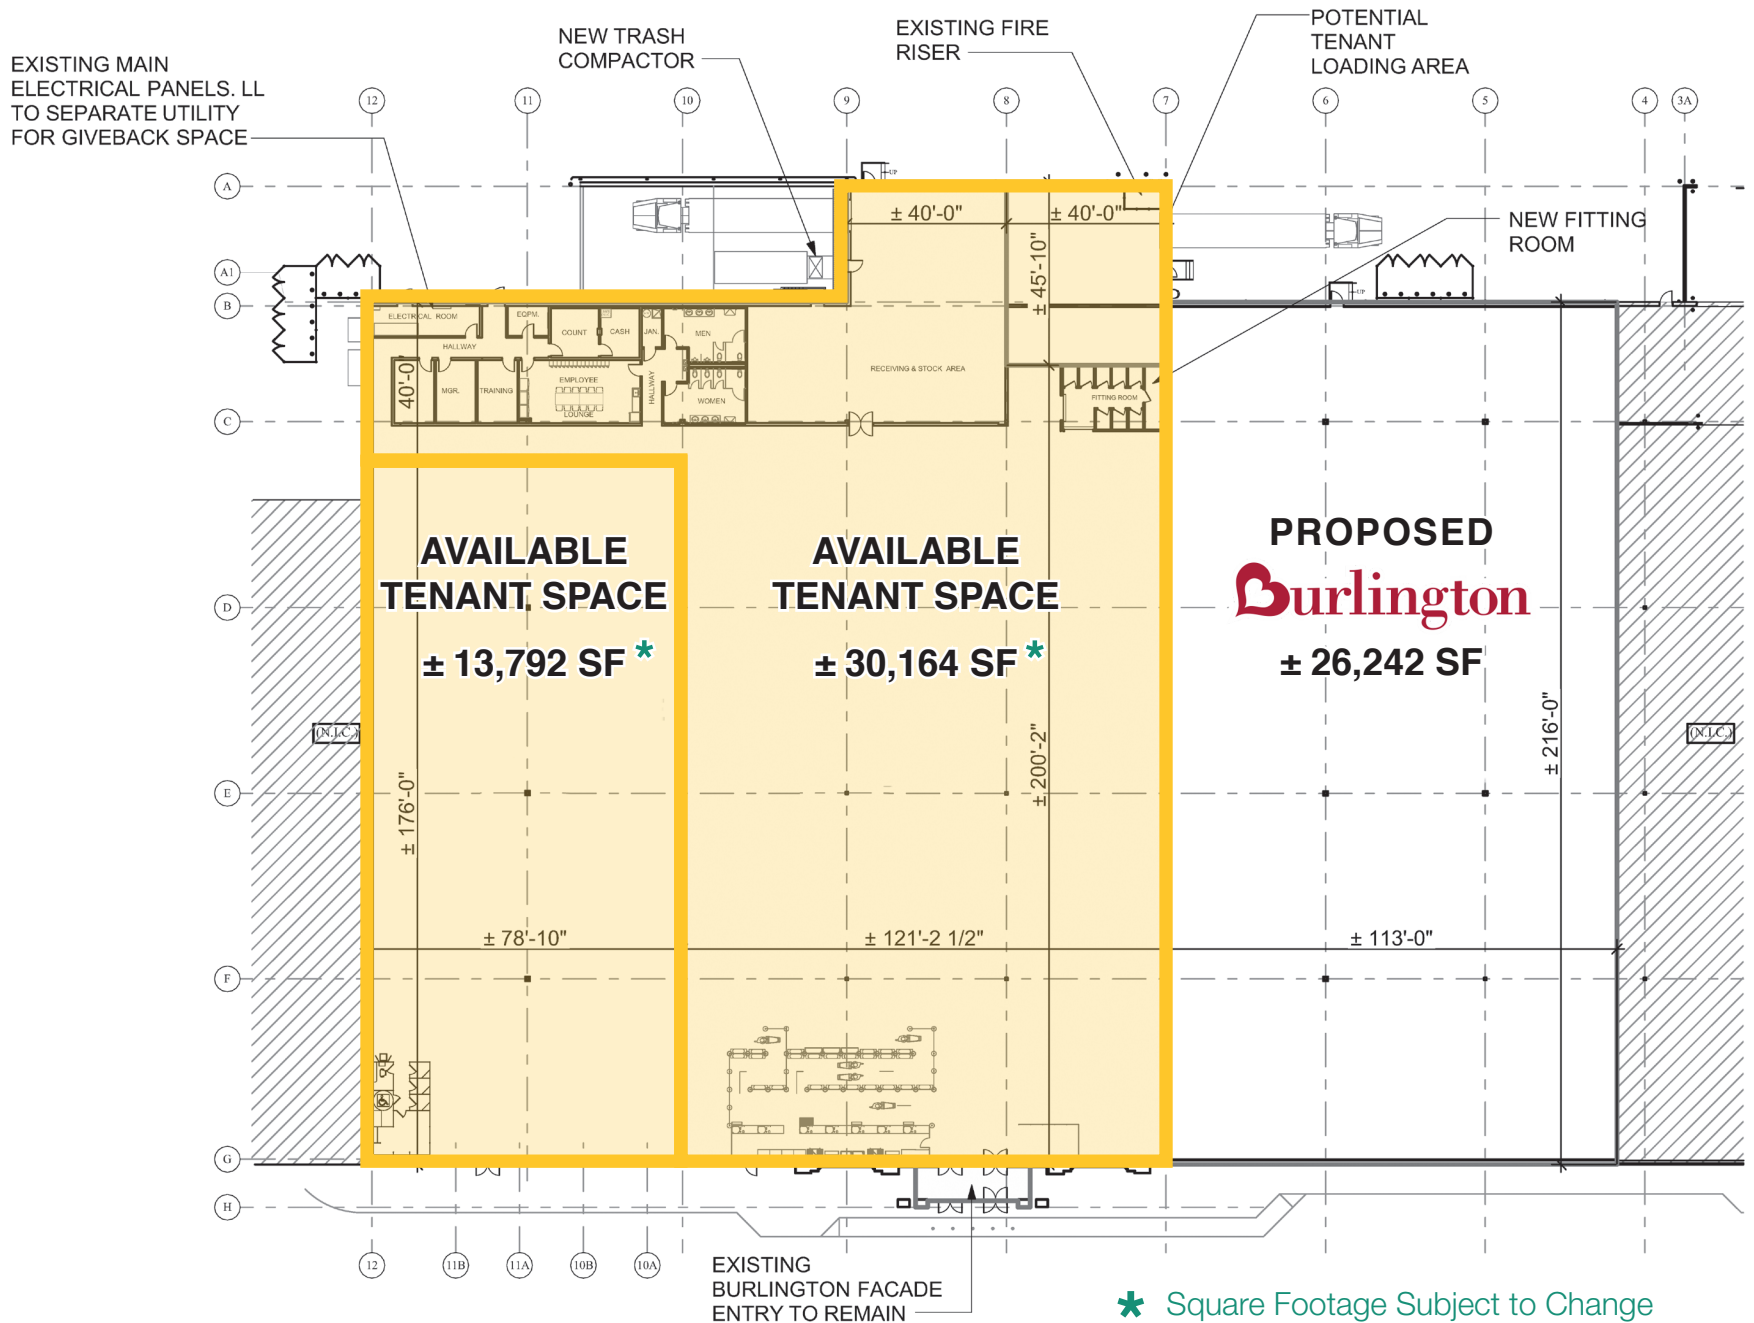 EXISTING MAIN
ELECTRICAL PANELS. LL
TO SEPARATE UTILITY
FOR GIVEBACK SPACE
NEW TRASH
COMPACTOR
EXISTING FIRE
RISER
POTENTIAL
TENANT
LOADING AREA
NEW FITTING
ROOM
12
11
10
9
8
7
6
5
4
3A
A
A1
B
C
D
E
F
G
H
UP
UP
± 40'-0"
± 40'-0"
± 45'-10"
ELECTRICAL ROOM
EQPM.
COUNT
CASH
JAN.
MEN
HALLWAY
40'-0
MGR.
TRAINING
EMPLOYEE
LOUNGE
HALLWAY
WOMEN
RECEIVING & STOCK AREA
FITTING ROOM
AVAILABLE
TENANT SPACE
± 13,792 SF *
AVAILABLE
TENANT SPACE
± 30,164 SF *
PROPOSED
Burlington
± 26,242 SF
(N.I.C.)
(N.I.C.)
± 176'-0"
± 200'-2"
± 216'-0"
± 78'-10"
± 121'-2 1/2"
± 113'-0"
12
11B
11A
10B
10A
EXISTING
BURLINGTON FACADE
ENTRY TO REMAIN
* Square Footage Subject to Change